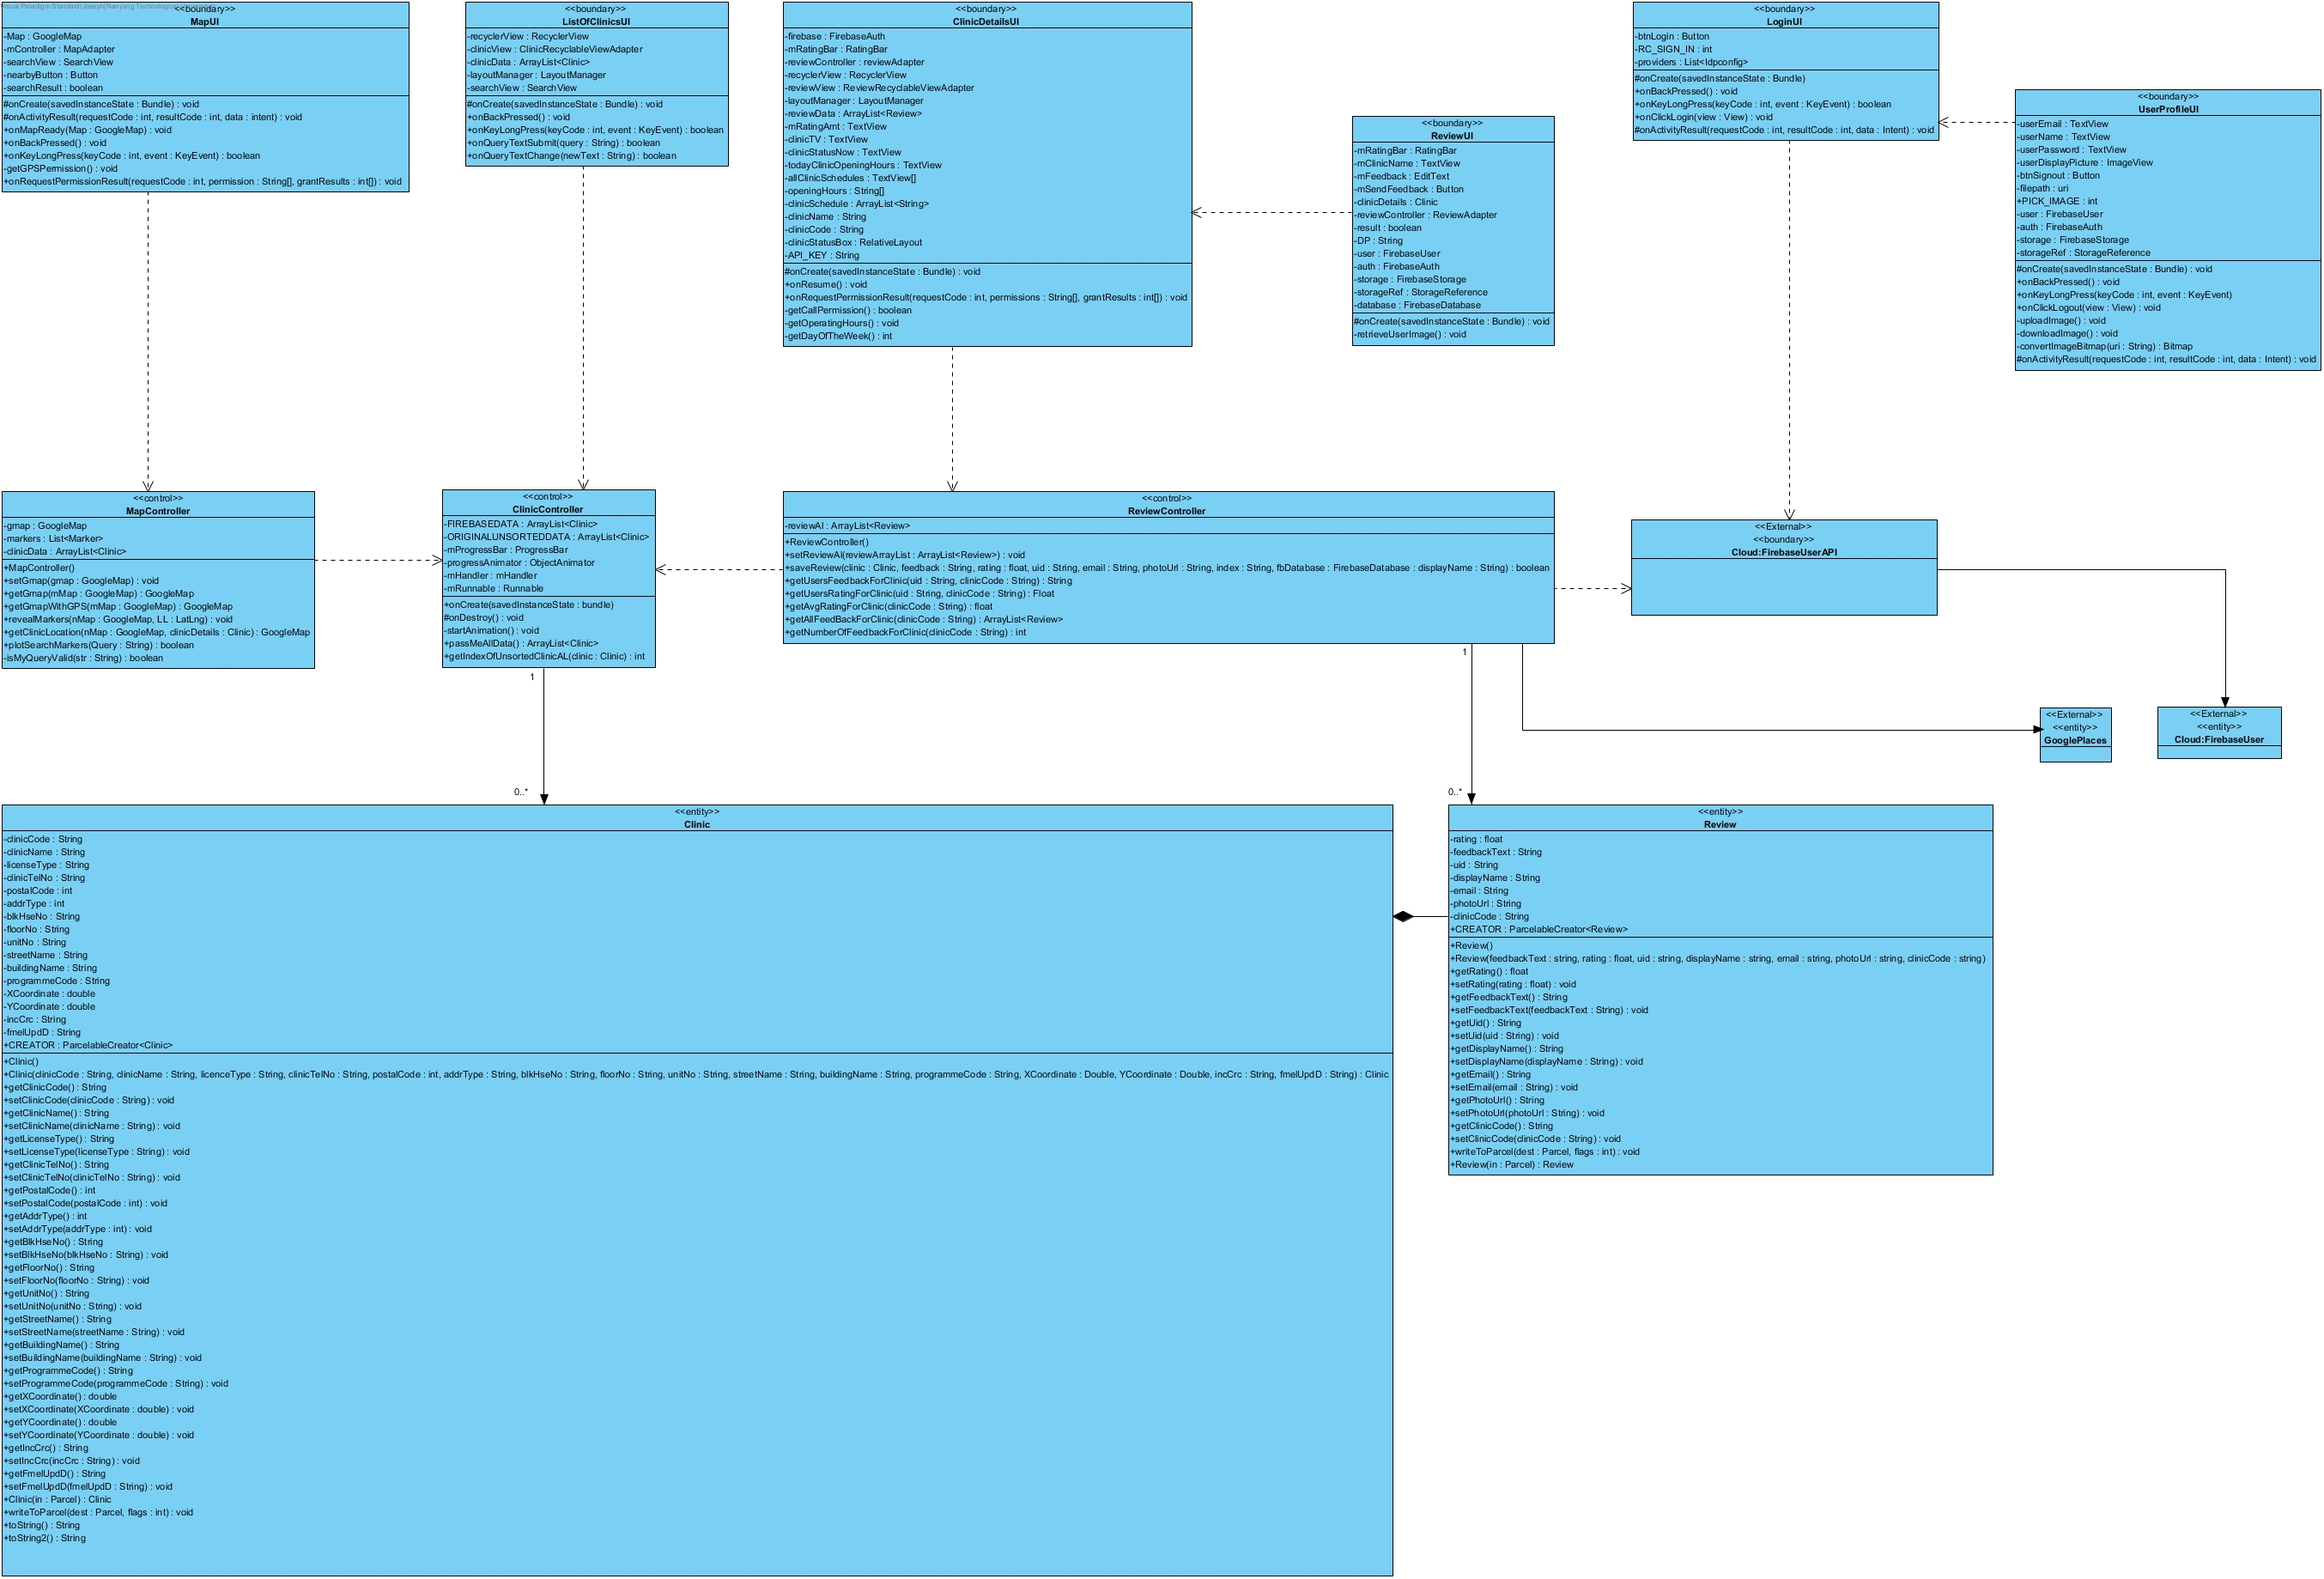 Visual Paradigm Standard(Joseph(Nanyang Technological
<<boundary>>
MapUI
-Map : GoogleMap
-mController : MapAdapter
-searchView : SearchView
-nearbyButton : Button
-searchResult : boolean
#onCreate(savedInstanceState : Bundle) : void
#onActivityResult(requestCode : int, resultCode : int, data : intent) : void
+onMapReady(Map : GoogleMap) : void
+onBackPressed() : void
+onKeyLongPress(keyCode : int, event : KeyEvent) : boolean
-getGPSPermission() : void
+onRequestPermissionResult(requestCode : int, permission : String[], grantResults : int[]) : void
<<boundary>>
ListOfClinicsUI
-recyclerView : RecyclerView
-clinicView : ClinicRecyclableViewAdapter
-clinicData : ArrayList<Clinic>
-layoutManager : LayoutManager
-searchView : SearchView
#onCreate(savedInstanceState : Bundle) : void
+onBackPressed() : void
+onKeyLongPress(keyCode : int, event : KeyEvent) : boolean
+onQueryTextSubmit(query : String) : boolean
+onQueryTextChange(newText : String) : boolean
<<boundary>>
ClinicDetailsUI
-firebase : FirebaseAuth
-mRatingBar : RatingBar
-reviewController : reviewAdapter
-recyclerView : RecyclerView
-reviewView : ReviewRecyclableViewAdapter
-layoutManager : LayoutManager
-reviewData : ArrayList<Review>
-mRatingAmt : TextView
-clinicTV : TextView
-clinicStatusNow : TextView
-todayClinicOpeningHours : TextView
-allClinicSchedules : TextView[]
-openingHours : String[]
-clinicSchedule : ArrayList<String>
-clinicName : String
-clinicCode : String
-clinicStatusBox : RelativeLayout
-API_KEY : String
#onCreate(savedInstanceState : Bundle) : void
+onResume() : void
+onRequestPermissionResult(requestCode : int, permissions : String[], grantResults : int[]) : void
-getCallPermission() : boolean
-getOperatingHours() : void
-getDayOfTheWeek() : int
<<boundary>>
ReviewUI
-mRatingBar : RatingBar
-mClinicName : TextView
-mFeedback : EditText
-mSendFeedback : Button
-clinicDetails : Clinic
-reviewController : ReviewAdapter
-result : boolean
-DP : String
-user : FirebaseUser
-auth : FirebaseAuth
-storage : FirebaseStorage
-storageRef : StorageReference
-database : FirebaseDatabase
#onCreate(savedInstanceState : Bundle) : void
-retrieveUserImage() : void
<<boundary>>
LoginUI
-btnLogin : Button
-RC_SIGN_IN : int
-providers : List<Idpconfig>
#onCreate(savedInstanceState : Bundle)
+onBackPressed() : void
+onKeyLongPress(keyCode : int, event : KeyEvent) : boolean
+onClickLogin(view : View) : void
#onActivityResult(requestCode : int, resultCode : int, data : Intent) : void
<<boundary>>
UserProfileUI
-userEmail : TextView
-userName : TextView
-userPassword : TextView
-userDisplayPicture : ImageView
-btnSignout : Button
-filepath : uri
+PICK_IMAGE : int
-user : FirebaseUser
-auth : FirebaseAuth
-storage : FirebaseStorage
-storageRef : StorageReference
#onCreate(savedInstanceState : Bundle) : void
+onBackPressed() : void
+onKeyLongPress(keyCode : int, event : KeyEvent)
+onClickLogout(view : View) : void
-uploadImage() : void
-downloadImage() : void
-convertImageBitmap(uri : String) : Bitmap
#onActivityResult(requestCode : int, resultCode : int, data : Intent) : void
<<control>>
MapController
-gmap : GoogleMap
-markers : List<Marker>
-clinicData : ArrayList<Clinic>
+MapController()
+setGmap(gmap : GoogleMap) : void
+getGmap(mMap : GoogleMap) : GoogleMap
+getGmapWithGPS(mMap : GoogleMap) : GoogleMap
+revealMarkers(nMap : GoogleMap, LL : LatLng) : void
+getClinicLocation(nMap : GoogleMap, clinicDetails : Clinic) : GoogleMap
+plotSearchMarkers(Query : String) : boolean
-isMyQueryValid(str : String) : boolean
<<control>>
ClinicController
-FIREBASEDATA : ArrayList<Clinic>
-ORIGINALUNSORTEDDATA : ArrayList<Clinic>
-mProgressBar : ProgressBar
-progressAnimator : ObjectAnimator
-mHandler : mHandler
-mRunnable : Runnable
+onCreate(savedInstanceState : bundle)
#onDestroy() : void
-startAnimation() : void
+passMeAllData() : ArrayList<Clinic>
+getIndexOfUnsortedClinicAL(clinic : Clinic) : int
<<control>>
ReviewController
-reviewAl : ArrayList<Review>
+ReviewController()
+setReviewAl(reviewArrayList : ArrayList<Review>) : void
+saveReview(clinic : Clinic, feedback : String, rating : float, uid : String, email : String, photoUrl : String, index : String, fbDatabase : FirebaseDatabase : displayName : String) : boolean
+getUsersFeedbackForClinic(uid : String, clinicCode : String) : String
+getUsersRatingForClinic(uid : String, clinicCode : String) : Float
+getAvgRatingForClinic(clinicCode : String) : float
+getAllFeedBackForClinic(clinicCode : String) : ArrayList<Review>
+getNumberOfFeedbackForClinic(clinicCode : String) : int
<<External>>
<<boundary>>
Cloud:FirebaseUserAPI
1
0..*
1
0..*
<<External>>
<<entity>>
GooglePlaces
<<External>>
<<entity>>
Cloud:FirebaseUser
<<entity>>
Clinic
-clinicCode : String
-clinicName : String
-licenseType : String
-clinicTelNo : String
-postalCode : int
-addrType : int
-blkHseNo : String
-floorNo : String
-unitNo : String
-streetName : String
-buildingName : String
-programmeCode : String
-XCoordinate : double
-YCoordinate : double
-incCrc : String
-fmelUpdD : String
+CREATOR : ParcelableCreator<Clinic>
+Clinic()
+Clinic(clinicCode : String, clinicName : String, licenceType : String, clinicTelNo : String, postalCode : int, addrType : String, blkHseNo : String, floorNo : String, unitNo : String, streetName : String, buildingName : String, programmeCode : String, XCoordinate : Double, YCoordinate : Double, incCrc : String, fmelUpdD : String) : Clinic
+getClinicCode() : String
+setClinicCode(clinicCode : String) : void
+getClinicName() : String
+setClinicName(clinicName : String) : void
+getLicenseType() : String
+setLicenseType(licenseType : String) : void
+getClinicTelNo() : String
+setClinicTelNo(clinicTelNo : String) : void
+getPostalCode() : int
+setPostalCode(postalCode : int) : void
+getAddrType() : int
+setAddrType(addrType : int) : void
+getBlkHseNo() : String
+setBlkHseNo(blkHseNo : String) : void
+getFloorNo() : String
+setFloorNo(floorNo : String) : void
+getUnitNo() : String
+setUnitNo(unitNo : String) : void
+getStreetName() : String
+setStreetName(streetName : String) : void
+getBuildingName() : String
+setBuildingName(buildingName : String) : void
+getProgrammeCode() : String
+setProgrammeCode(programmeCode : String) : void
+getXCoordinate() : double
+setXCoordinate(XCoordinate : double) : void
+getYCoordinate() : double
+setYCoordinate(YCoordinate : double) : void
+getIncCrc() : String
+setIncCrc(incCrc : String) : void
+getFmelUpdD() : String
+setFmelUpdD(fmelUpdD : String) : void
+Clinic(in : Parcel) : Clinic
+writeToParcel(dest : Parcel, flags : int) : void
+toString() : String
+toString2() : String
<<entity>>
Review
-rating : float
-feedbackText : String
-uid : String
-displayName : String
-email : String
-photoUrl : String
-clinicCode : String
+CREATOR : ParcelableCreator<Review>
+Review()
+Review(feedbackText : string, rating : float, uid : string, displayName : string, email : string, photoUrl : string, clinicCode : string)
+getRating() : float
+setRating(rating : float) : void
+getFeedbackText() : String
+setFeedbackText(feedbackText : String) : void
+getUid() : String
+setUid(uid : String) : void
+getDisplayName() : String
+setDisplayName(displayName : String) : void
+getEmail() : String
+setEmail(email : String) : void
+getPhotoUrl() : String
+setPhotoUrl(photoUrl : String) : void
+getClinicCode() : String
+setClinicCode(clinicCode : String) : void
+writeToParcel(dest : Parcel, flags : int) : void
+Review(in : Parcel) : Review